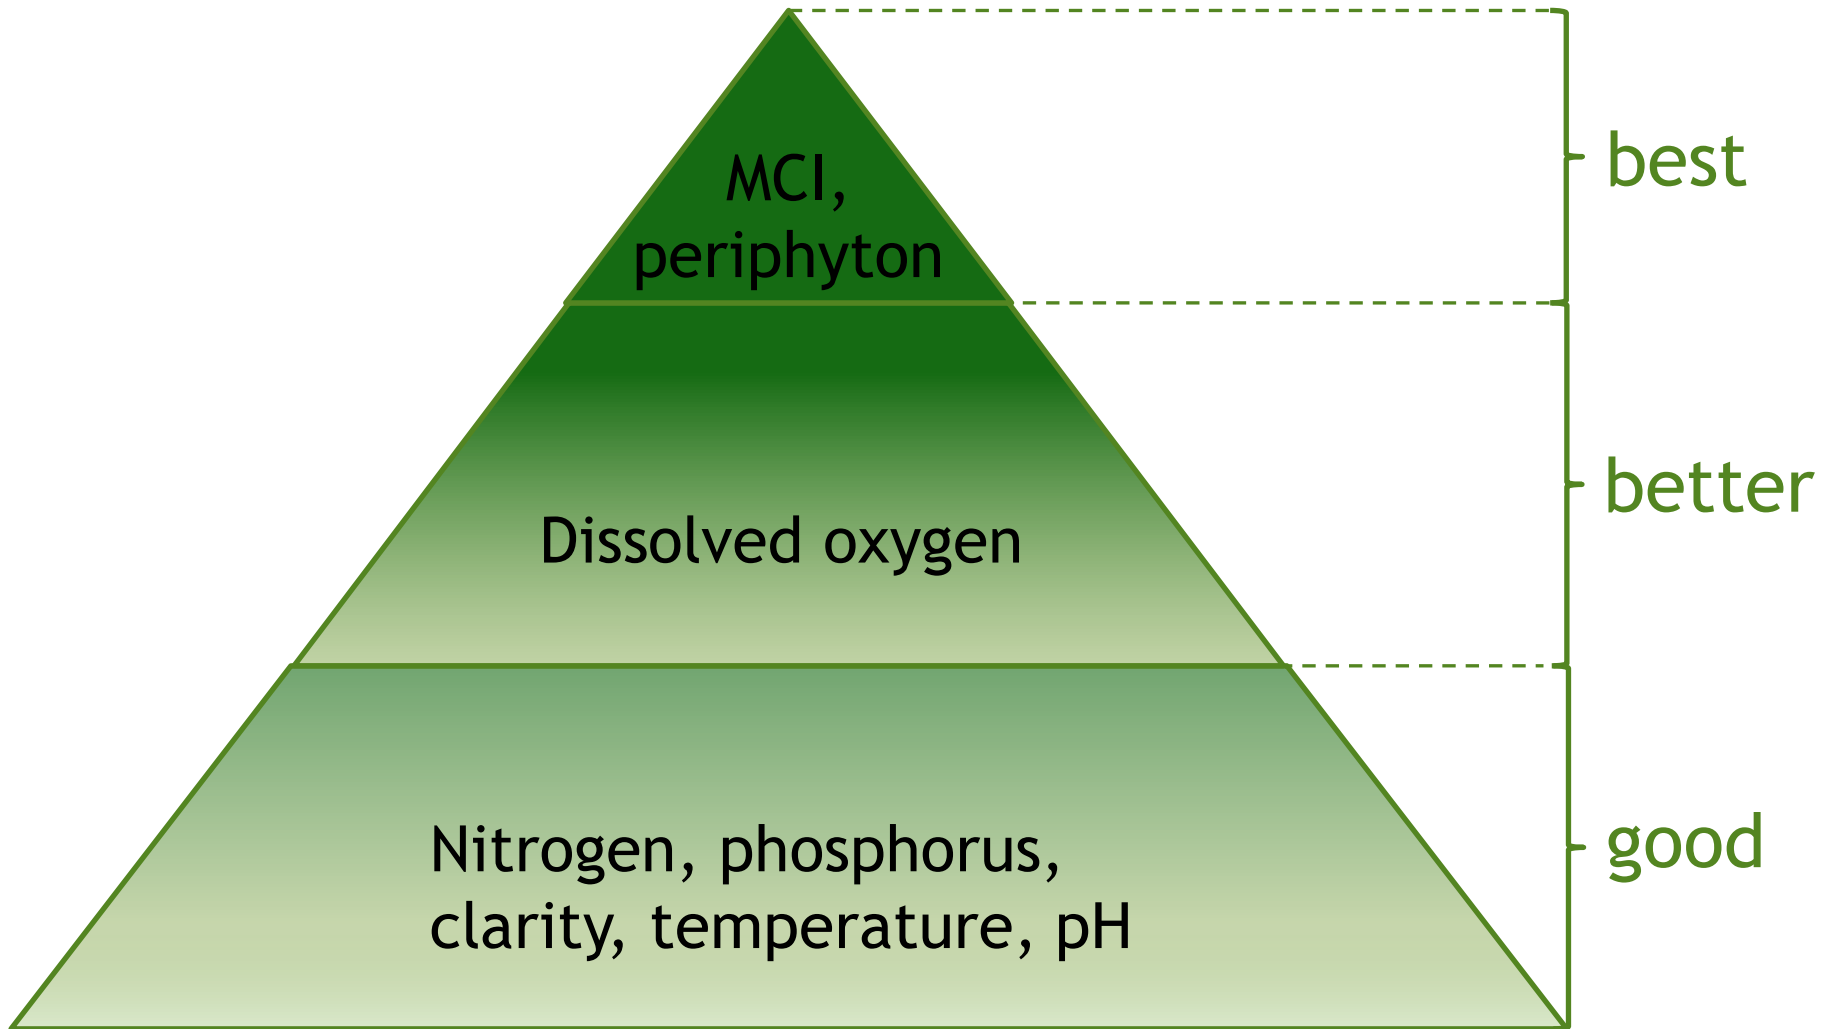 MCI,
periphyton
best
Dissolved oxygen
better
Nitrogen, phosphorus,
clarity, temperature, pH
good